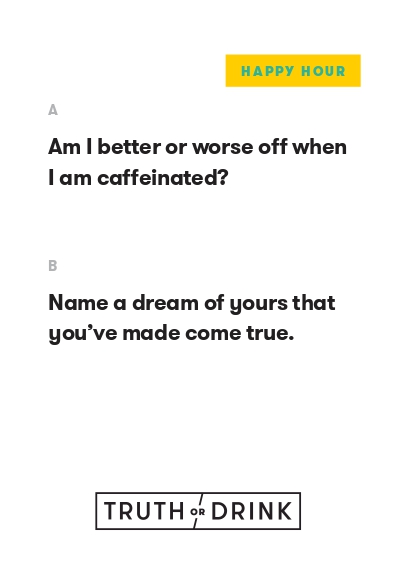 HAPPY HOUR
A
Am I better or worse off when
I am caffeinated?
B
Name a dream of yours that
you’ve made come true.
TRUTH OR DRINK